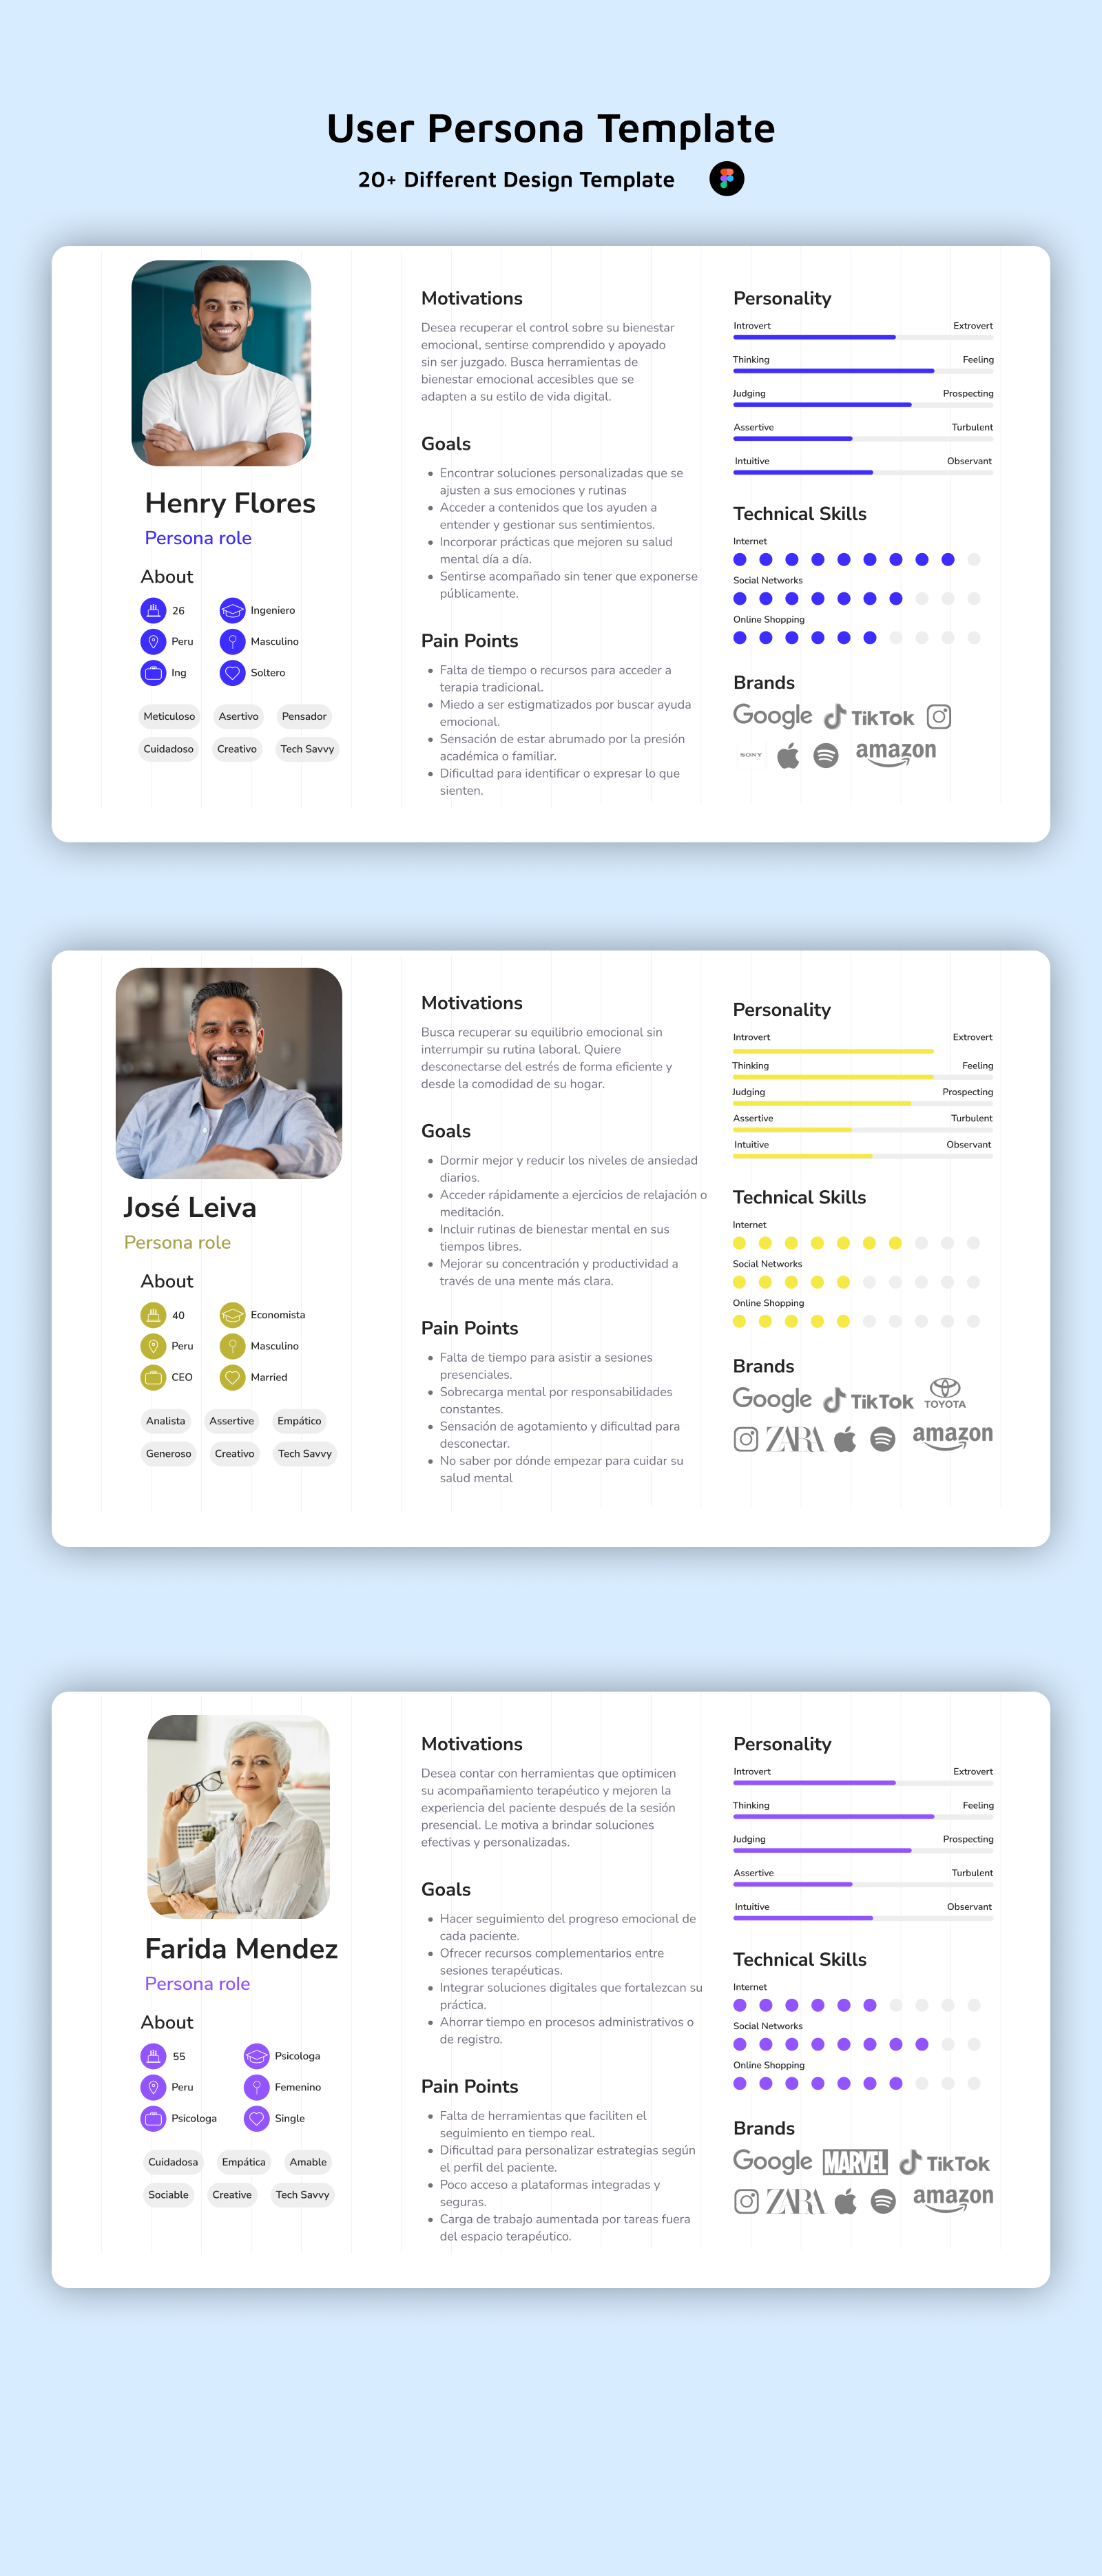 User Persona Template
20+ Different Design Template
Henry Flores
Persona role
About
26
Ingeniero
Peru
Masculino
Ing
Soltero
Meticuloso
Asertivo
Pensador
Cuidadoso
Creativo
Tech Savvy
Motivations
Desea recuperar el control sobre su bienestar
emocional, sentirse comprendido y apoyado
sin ser juzgado. Busca herramientas de
bienestar emocional accesibles que se
adapten a su estilo de vida digital.
Goals
Encontrar soluciones personalizadas que se
ajusten a sus emociones y rutinas
Acceder a contenidos que los ayuden a
entender y gestionar sus sentimientos.
Incorporar prácticas que mejoren su salud
mental día a día.
Sentirse acompañado sin tener que exponerse
públicamente.
Pain Points
Falta de tiempo o recursos para acceder a
terapia tradicional.
Miedo a ser estigmatizados por buscar ayuda
emocional.
Sensación de estar abrumado por la presión
académica o familiar.
Dificultad para identificar o expresar lo que
sienten.
Personality
Introvert Extrovert
Thinking Feeling
Judging Prospecting
Assertive Turbulent
Intuitive Observant
Technical Skills
Internet
Social Networks
Online Shopping
Brands
Google TikTok
SONY amazon
José Leiva
Persona role
About
40
Economista
Peru
Masculino
CEO
Married
Analista
Assertive
Empático
Generoso
Creativo
Tech Savvy
Motivations
Busca recuperar su equilibrio emocional sin
interrumpir su rutina laboral. Quiere
desconectarse del estrés de forma eficiente y
desde la comodidad de su hogar.
Goals
Dormir mejor y reducir los niveles de ansiedad
diarios.
Acceder rápidamente a ejercicios de relajación o
meditación.
Incluir rutinas de bienestar mental en sus
tiempos libres.
Mejorar su concentración y productividad a
través de una mente más clara.
Pain Points
Falta de tiempo para asistir a sesiones
presenciales.
Sobrecarga mental por responsabilidades
constantes.
Sensación de agotamiento y dificultad para
desconectar.
No saber por dónde empezar para cuidar su
salud mental
Personality
Introvert Extrovert
Thinking Feeling
Judging Prospecting
Assertive Turbulent
Intuitive Observant
Technical Skills
Internet
Social Networks
Online Shopping
Brands
Google TikTok TOYOTA
ZARA amazon
Farida Mendez
Persona role
About
55
Psicologa
Peru
Femenino
Psicologa
Single
Cuidadosa
Empática
Amable
Sociable
Creative
Tech Savvy
Motivations
Desea contar con herramientas que optimicen
su acompañamiento terapéutico y mejoren la
experiencia del paciente después de la sesión
presencial. Le motiva a brindar soluciones
efectivas y personalizadas.
Goals
Hacer seguimiento del progreso emocional de
cada paciente.
Ofrecer recursos complementarios entre
sesiones terapéuticas.
Integrar soluciones digitales que fortalezcan su
práctica.
Ahorrar tiempo en procesos administrativos o
de registro.
Pain Points
Falta de herramientas que faciliten el
seguimiento en tiempo real.
Dificultad para personalizar estrategias según
el perfil del paciente.
Poco acceso a plataformas integradas y
seguras.
Carga de trabajo aumentada por tareas fuera
del espacio terapéutico.
Personality
Introvert Extrovert
Thinking Feeling
Judging Prospecting
Assertive Turbulent
Intuitive Observant
Technical Skills
Internet
Social Networks
Online Shopping
Brands
Google MARVEL TikTok
ZARA amazon